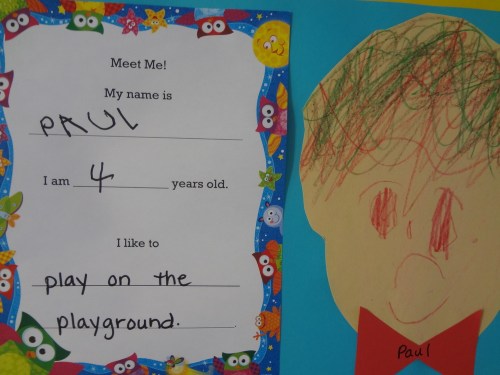 Meet Me!
My name is
PAUL
I am 4 years old.
I like to
play on the
playground.
Paul